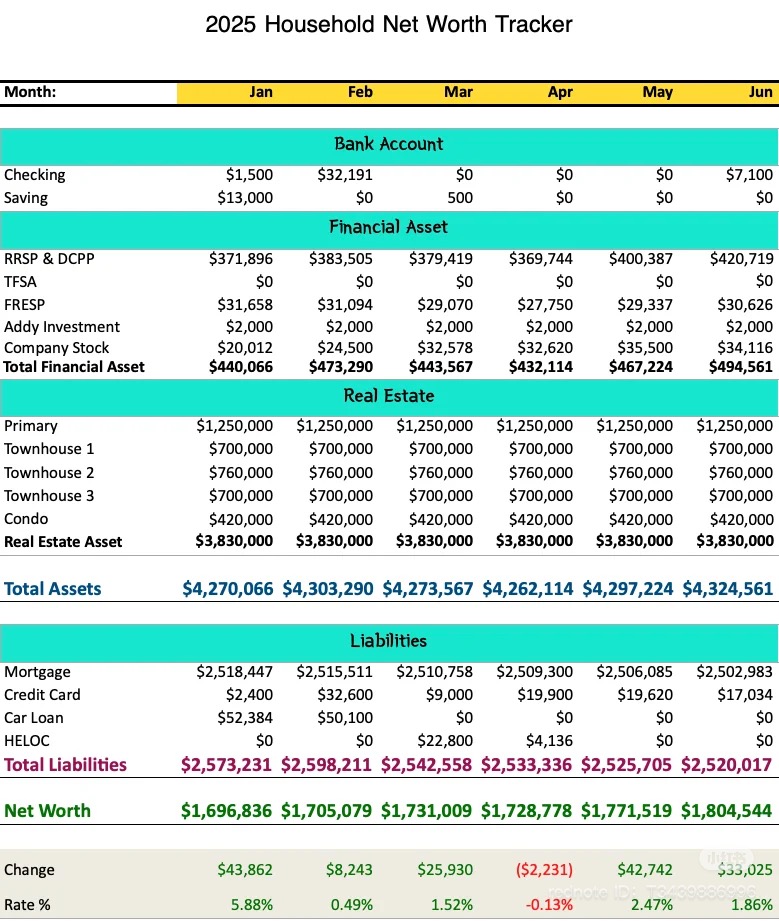 2025 Household Net Worth Tracker
Month: Jan Feb Mar Apr May Jun
Bank Account
Checking $1,500 $32,191 $0 $0 $0 $7,100
Saving $13,000 $0 500 $0 $0 $0
Financial Asset
RRSP & DCPP $371,896 $383,505 $379,419 $369,744 $400,387 $420,719
TFSA $0 $0 $0 $0 $0 $0
FRESP $31,658 $31,094 $29,070 $27,750 $29,337 $30,626
Addy Investment $2,000 $2,000 $2,000 $2,000 $2,000 $2,000
Company Stock $20,012 $24,500 $32,578 $32,620 $35,500 $34,116
Total Financial Asset $440,066 $473,290 $443,567 $432,114 $467,224 $494,561
Real Estate
Primary $1,250,000 $1,250,000 $1,250,000 $1,250,000 $1,250,000 $1,250,000
Townhouse 1 $700,000 $700,000 $700,000 $700,000 $700,000 $700,000
Townhouse 2 $760,000 $760,000 $760,000 $760,000 $760,000 $760,000
Townhouse 3 $700,000 $700,000 $700,000 $700,000 $700,000 $700,000
Condo $420,000 $420,000 $420,000 $420,000 $420,000 $420,000
Real Estate Asset $3,830,000 $3,830,000 $3,830,000 $3,830,000 $3,830,000 $3,830,000
Total Assets $4,270,066 $4,303,290 $4,273,567 $4,262,114 $4,297,224 $4,324,561
Liabilities
Mortgage $2,518,447 $2,515,511 $2,510,758 $2,509,300 $2,506,085 $2,502,983
Credit Card $2,400 $32,600 $9,000 $19,900 $19,620 $17,034
Car Loan $52,384 $50,100 $0 $0 $0 $0
HELOC $0 $0 $22,800 $4,136 $0 $0
Total Liabilities $2,573,231 $2,598,211 $2,542,558 $2,533,336 $2,525,705 $2,520,017
Net Worth $1,696,836 $1,705,079 $1,731,009 $1,728,778 $1,771,519 $1,804,544
小红书
Change $43,862 $8,243 $25,930 ($2,231) $42,742 $33,025
rednote ID:
Rate % 5.88% 0.49% 1.52% -0.13% 2.47% 1.86%